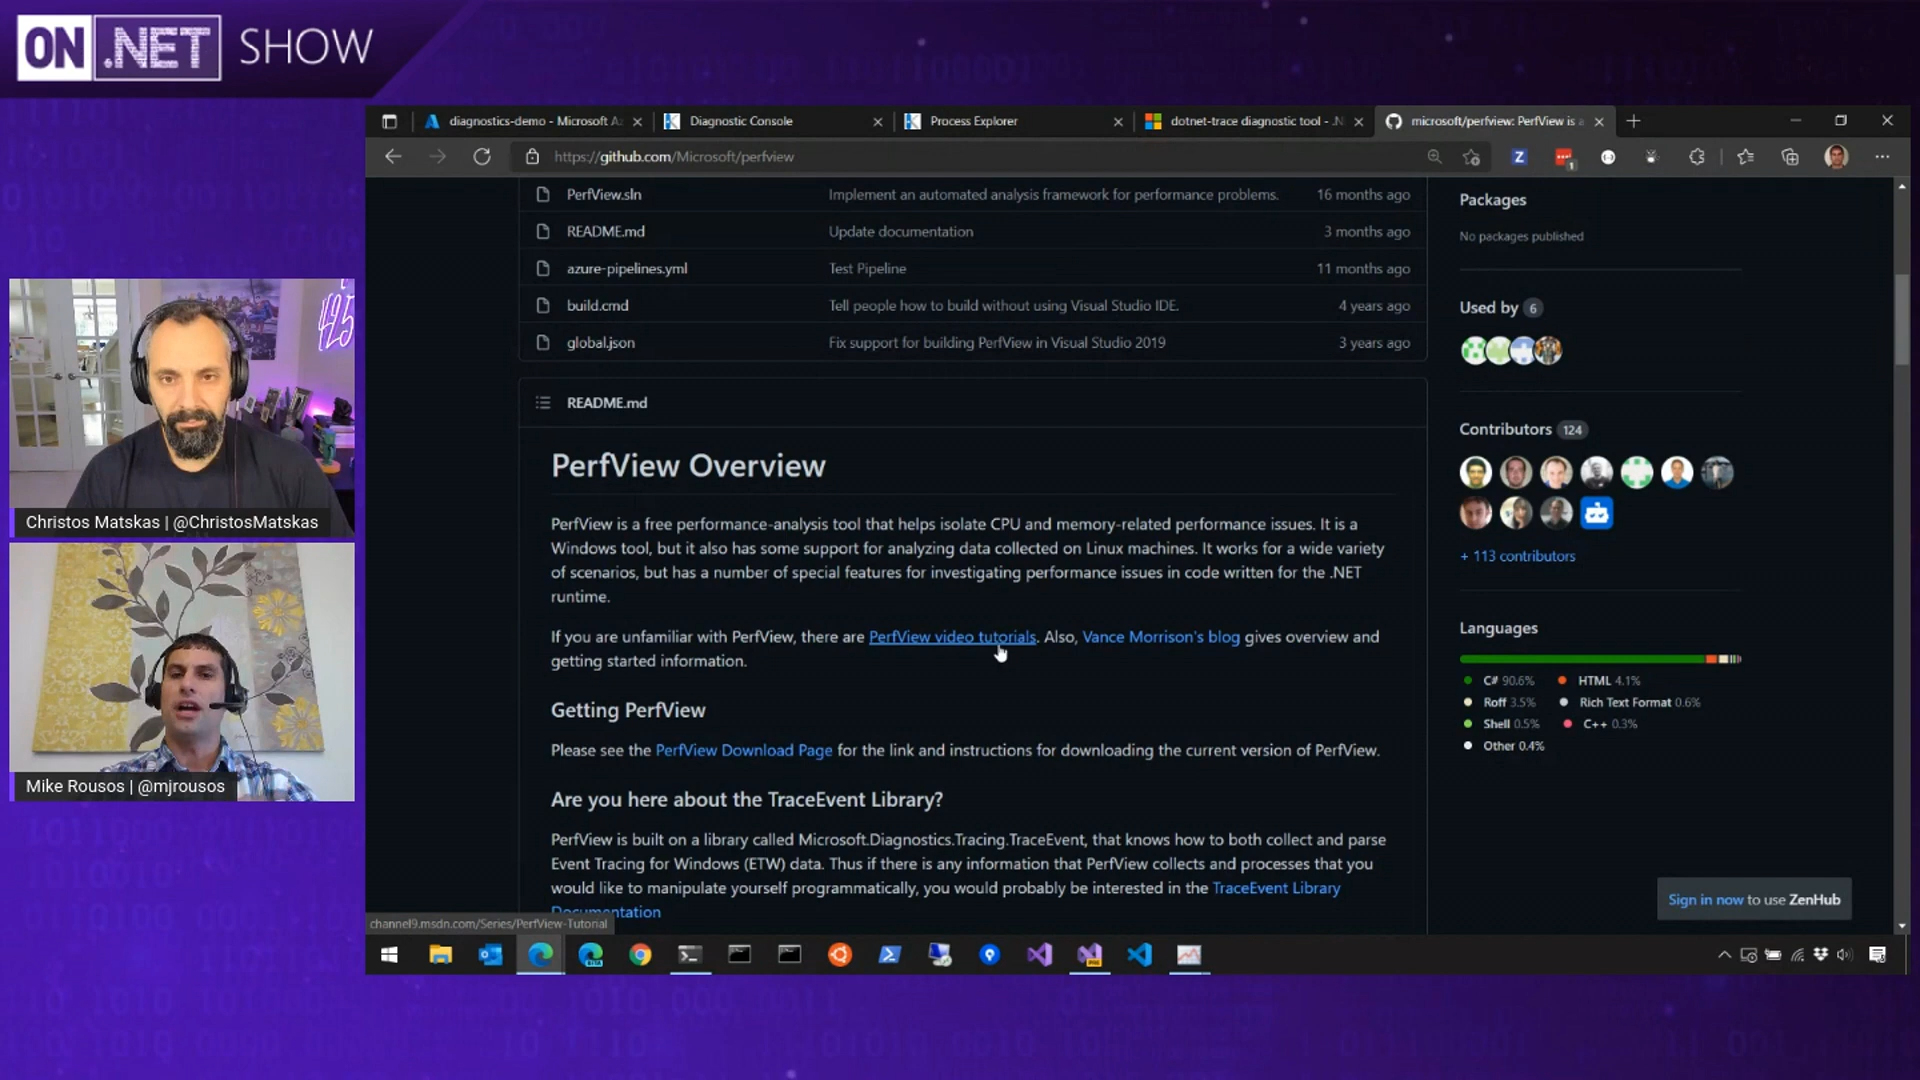 ON .NET SHOW
diagnostics-demo - Microsoft Az
Diagnostic Console
Process Explorer
dotnet-trace diagnostic tool - .N
microsoft/perfview: PerfView is a
https://github.com/Microsoft/perfview
PerfView.sln Implement an automated analysis framework for performance problems. 16 months ago
README.md Update documentation 3 months ago
azure-pipelines.yml Test Pipeline 11 months ago
build.cmd Tell people how to build without using Visual Studio IDE. 4 years ago
global.json Fix support for building PerfView in Visual Studio 2019 3 years ago
README.md
PerfView Overview
PerfView is a free performance-analysis tool that helps isolate CPU and memory-related performance issues. It is a
Windows tool, but it also has some support for analyzing data collected on Linux machines. It works for a wide variety
of scenarios, but has a number of special features for investigating performance issues in code written for the .NET
runtime.
If you are unfamiliar with PerfView, there are PerfView video tutorials. Also, Vance Morrison's blog gives overview and
getting started information.
Getting PerfView
Please see the PerfView Download Page for the link and instructions for downloading the current version of PerfView.
Are you here about the TraceEvent Library?
PerfView is built on a library called Microsoft.Diagnostics.Tracing.TraceEvent, that knows how to both collect and parse
Event Tracing for Windows (ETW) data. Thus if there is any information that PerfView collects and processes that you
would like to manipulate yourself programmatically, you would probably be interested in the TraceEvent Library
Documentation
channel9.msdn.com/Series/PerfView-Tutorial
Packages
No packages published
Used by 6
Contributors 124
+ 113 contributors
Languages
C# 90.6% HTML 4.1%
Roff 3.5% Rich Text Format 0.6%
Shell 0.5% C++ 0.3%
Other 0.4%
Sign in now to use ZenHub
425
Christos Matskas | @ChristosMatskas
Mike Rousos | @mjrousos